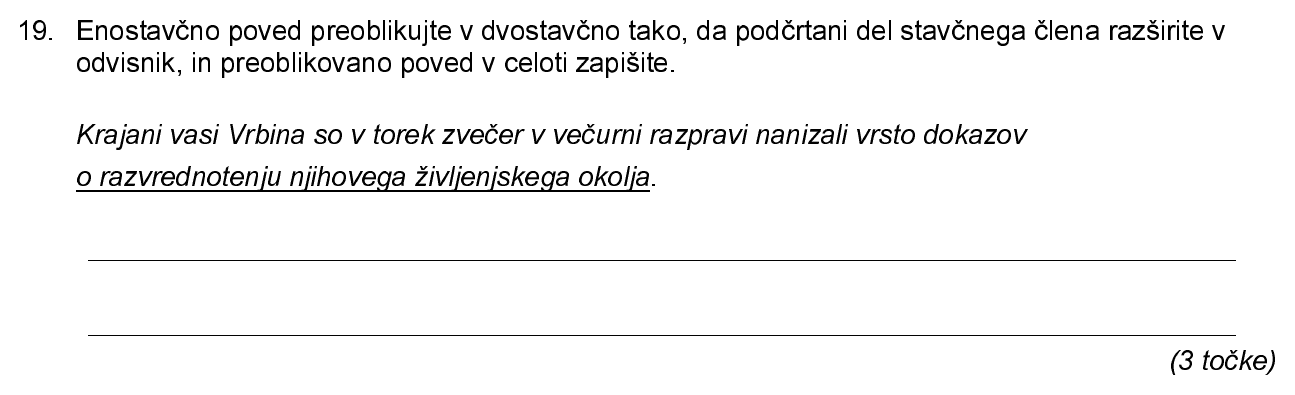 19. Enostavčno poved preoblikujte v dvostavčno tako, da podčrtani del stavčnega člena razširite v
odvisnik, in preoblikovano poved v celoti zapišite.
Krajani vasi Vrbina so v torek zvečer v večurni razpravi nanizali vrsto dokazov
o razvrednotenju njihovega življenjskega okolja.
(3 točke)